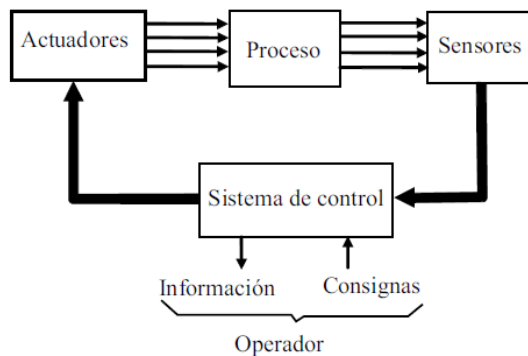 Actuadores
Proceso
Sensores
Sistema de control
Información
Consignas
Operador